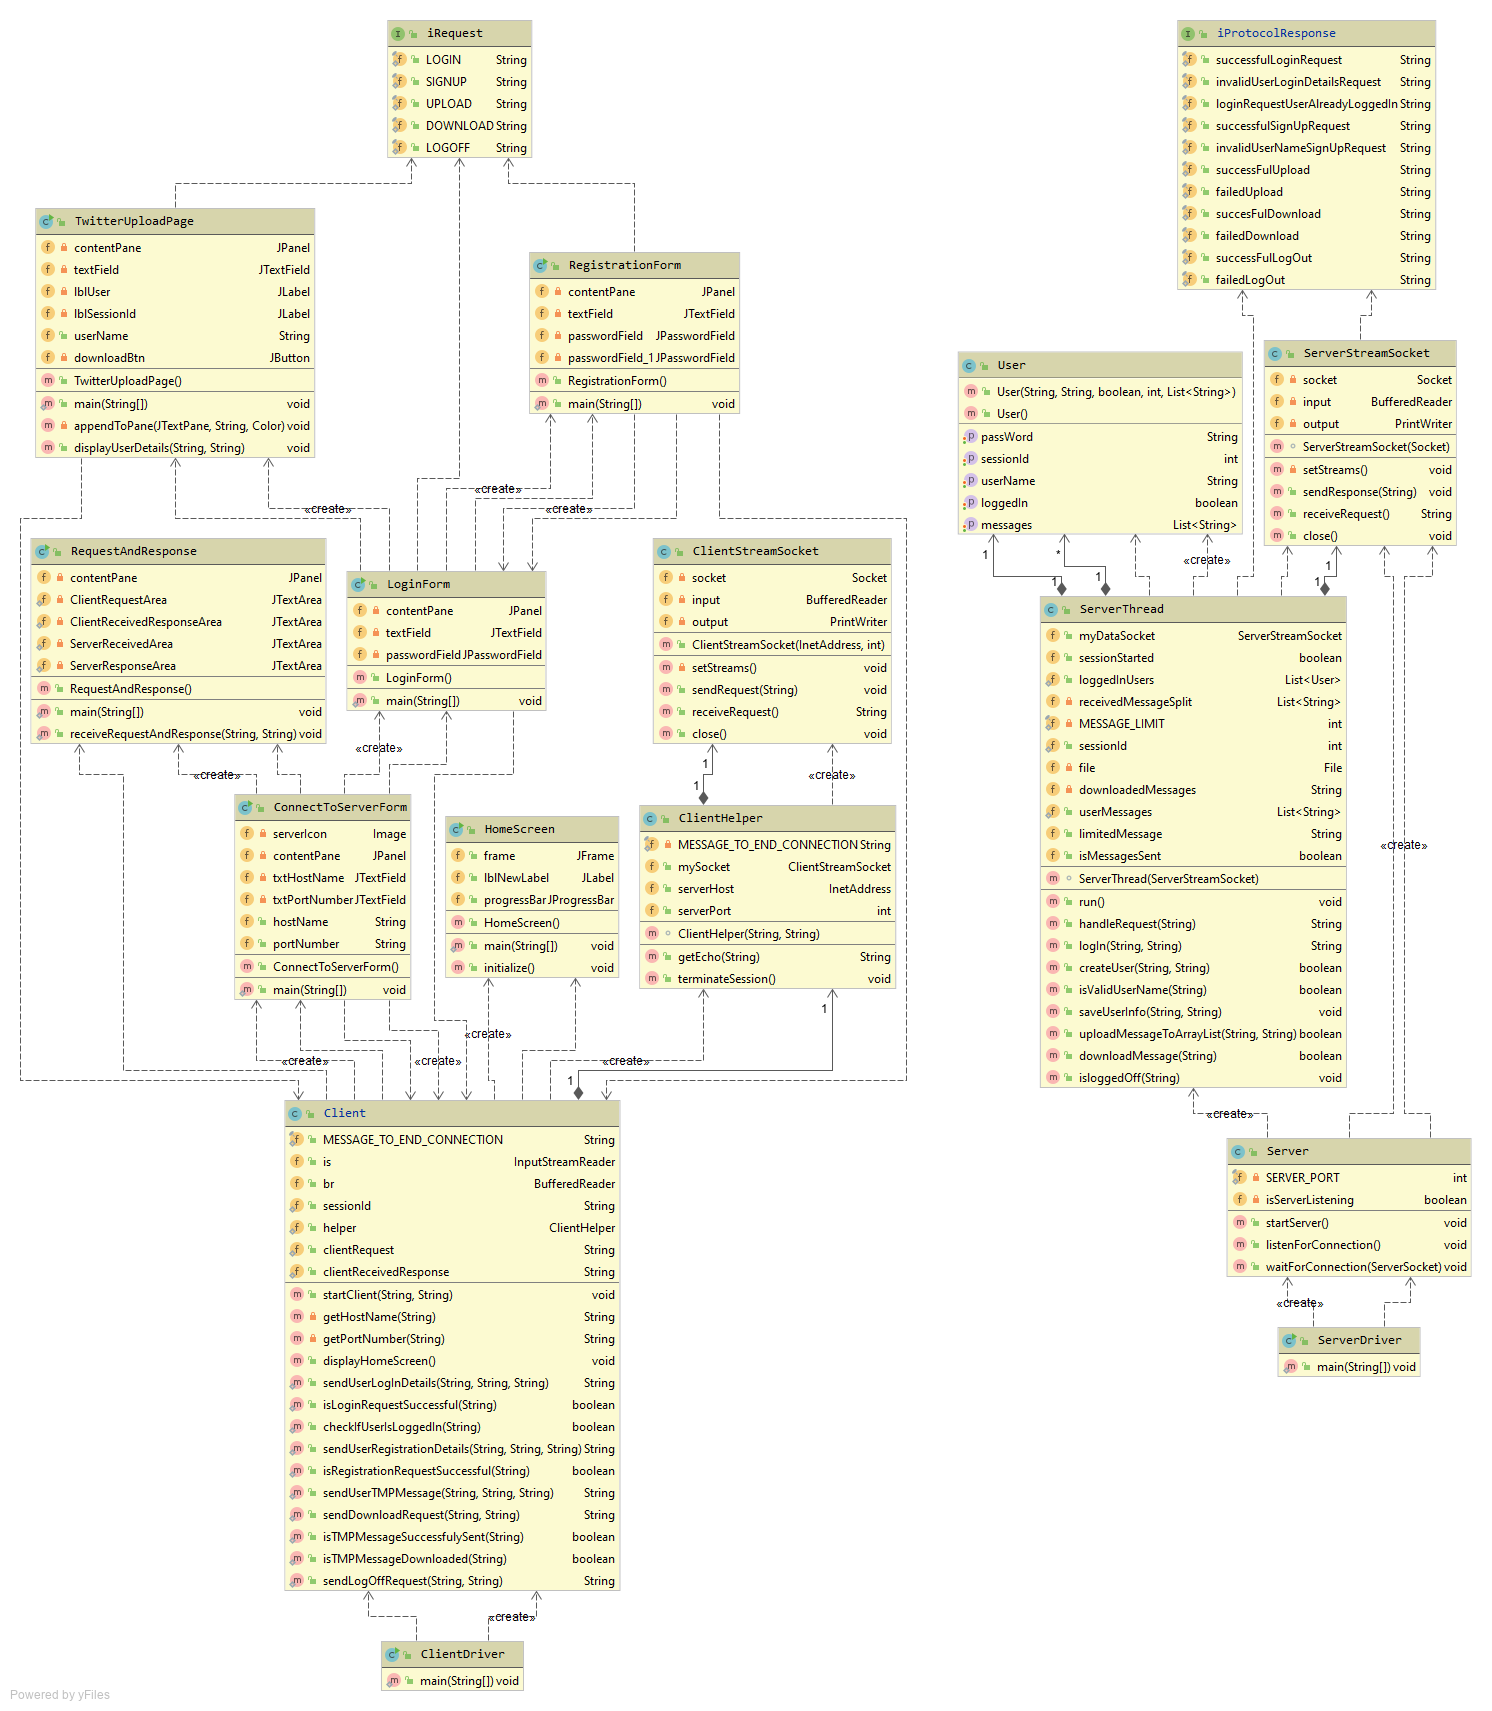 iRequest
LOGIN String
SIGNUP String
UPLOAD String
DOWNLOAD String
LOGOFF String
iProtocolResponse
successfulLoginRequest String
invalidUserLoginDetailsRequest String
loginRequestUserAlreadyLoggedIn String
successfulSignUpRequest String
invalidUserNameSignUpRequest String
successFulUpload String
failedUpload String
succesFulDownload String
failedDownload String
successFulLogOut String
failedLogOut String
TwitterUploadPage
contentPane JPanel
textField JTextField
lblUser JLabel
lblSessionId JLabel
userName String
downloadBtn JButton
TwitterUploadPage()
main(String[]) void
appendToPane(JTextPane, String, Color) void
displayUserDetails(String, String) void
RegistrationForm
contentPane JPanel
textField JTextField
passwordField JPasswordField
passwordField_1 JPasswordField
RegistrationForm()
main(String[]) void
User
User(String, String, boolean, int, List<String>)
User()
passWord String
sessionId int
userName String
loggedIn boolean
messages List<String>
ServerStreamSocket
socket Socket
input BufferedReader
output PrintWriter
ServerStreamSocket(Socket)
setStreams() void
sendResponse(String) void
receiveRequest() String
close() void
«create»
«create»
«create»
«create»
1
*
1
1
1
1
RequestAndResponse
contentPane JPanel
ClientRequestArea JTextArea
ClientReceivedResponseArea JTextArea
ServerReceivedArea JTextArea
ServerResponseArea JTextArea
RequestAndResponse()
main(String[]) void
receiveRequestAndResponse(String, String) void
LoginForm
contentPane JPanel
textField JTextField
passwordField JPasswordField
LoginForm()
main(String[]) void
ClientStreamSocket
socket Socket
input BufferedReader
output PrintWriter
ClientStreamSocket(InetAddress, int)
setStreams() void
sendRequest(String) void
receiveRequest() String
close() void
ServerThread
myDataSocket ServerStreamSocket
sessionStarted boolean
loggedInUsers List<User>
receivedMessageSplit List<String>
MESSAGE_LIMIT int
sessionId int
file File
downloadedMessages String
userMessages List<String>
limitedMessage String
isMessagesSent boolean
ServerThread(ServerStreamSocket)
run() void
handleRequest(String) String
logIn(String, String) String
createUser(String, String) boolean
isValidUserName(String) boolean
saveUserInfo(String, String) void
uploadMessageToArrayList(String, String) boolean
downloadMessage(String) boolean
isloggedOff(String) void
«create»
«create»
«create»
1
1
«create»
ConnectToServerForm
serverIcon Image
contentPane JPanel
txtHostName JTextField
txtPortNumber JTextField
hostName String
portNumber String
ConnectToServerForm()
main(String[]) void
HomeScreen
frame JFrame
lblNewLabel JLabel
progressBar JProgressBar
HomeScreen()
main(String[]) void
initialize() void
ClientHelper
MESSAGE_TO_END_CONNECTION String
mySocket ClientStreamSocket
serverHost InetAddress
serverPort int
ClientHelper(String, String)
getEcho(String) String
terminateSession() void
1
«create»
«create»
«create»
«create»
1
«create»
Client
MESSAGE_TO_END_CONNECTION String
is InputStreamReader
br BufferedReader
sessionId String
helper ClientHelper
clientRequest String
clientReceivedResponse String
startClient(String, String) void
getHostName(String) String
getPortNumber(String) String
displayHomeScreen() void
sendUserLogInDetails(String, String, String) String
isLoginRequestSuccessful(String) boolean
checkIfUserIsLoggedIn(String) boolean
sendUserRegistrationDetails(String, String, String) String
isRegistrationRequestSuccessful(String) boolean
sendUserTMPMessage(String, String, String) String
sendDownloadRequest(String, String) String
isTMPMessageSuccessfulySent(String) boolean
isTMPMessageDownloaded(String) boolean
sendLogOffRequest(String, String) String
Server
SERVER_PORT int
isServerListening boolean
startServer() void
listenForConnection() void
waitForConnection(ServerSocket) void
«create»
ServerDriver
main(String[]) void
«create»
ClientDriver
main(String[]) void
Powered by yFiles